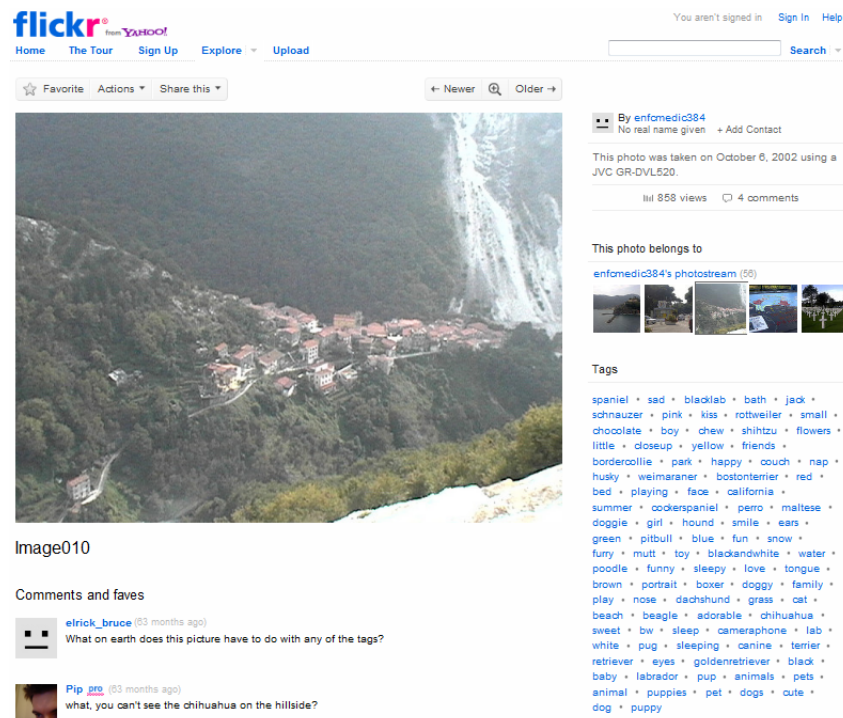 flickr® from YAHOO!
You aren't signed in Sign In Help
Home The Tour Sign Up Explore Upload
Search
Favorite Actions Share this
← Newer Older →
By enfcmedic384
No real name given + Add Contact
This photo was taken on October 6, 2002 using a
JVC GR-DVL520.
858 views 4 comments
This photo belongs to
enfcmedic384's photostream (56)
Tags
spaniel • sad • blacklab • bath • jack •
schnauzer • pink • kiss • rottweiler • small •
chocolate • boy • chew • shihtzu • flowers •
little • closeup • yellow • friends •
bordercollie • park • happy • couch • nap •
husky • weimaraner • bostonterrier • red •
bed • playing • face • california •
summer • cockerspaniel • perro • maltese •
doggie • girl • hound • smile • ears •
green • pitbull • blue • fun • snow •
furry • mutt • toy • blackandwhite • water •
poodle • funny • sleepy • love • tongue •
brown • portrait • boxer • doggy • family •
play • nose • dachshund • grass • cat •
beach • beagle • adorable • chihuahua •
sweet • bw • sleep • cameraphone • lab •
white • pug • sleeping • canine • terrier •
retriever • eyes • goldenretriever • black •
baby • labrador • pup • animals • pets •
animal • puppies • pet • dogs • cute •
dog • puppy
Image010
Comments and faves
elrick_bruce (63 months ago)
What on earth does this picture have to do with any of the tags?
Pip pro (63 months ago)
what, you can't see the chihuahua on the hillside?